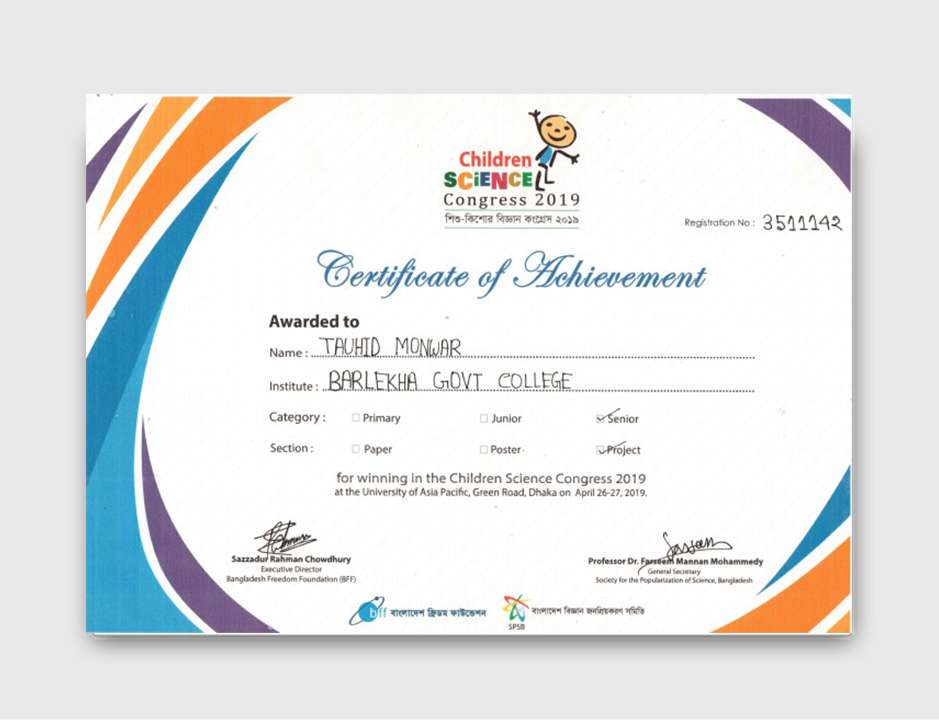 Children
SCiENCE
Congress 2019
শিশু-কিশোর বিজ্ঞান কংগ্রেস ২০১৯
Registration No : 3511142
Certificate of Achievement
Awarded to
Name : TAUHID MONWAR
Institute : BARLEKHA GOVT COLLEGE
Category : Primary Junior Senior
Section : Paper Poster Project
for winning in the Children Science Congress 2019
at the University of Asia Pacific, Green Road, Dhaka on April 26-27, 2019.
Sazzadur Rahman Chowdhury
Executive Director
Bangladesh Freedom Foundation (BFF)
Professor Dr. Farseem Mannan Mohammedy
General Secretary
Society for the Popularization of Science, Bangladesh
bff বাংলাদেশ ফ্রিডম ফাউন্ডেশন
SPSB বাংলাদেশ বিজ্ঞান জনপ্রিয়করণ সমিতি